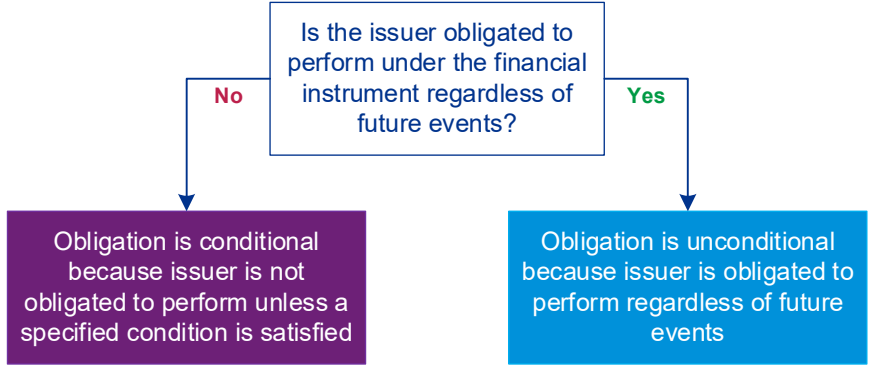 Is the issuer obligated to
perform under the financial
instrument regardless of
future events?
No
Yes
Obligation is conditional
because issuer is not
obligated to perform unless a
specified condition is satisfied
Obligation is unconditional
because issuer is obligated to
perform regardless of future
events